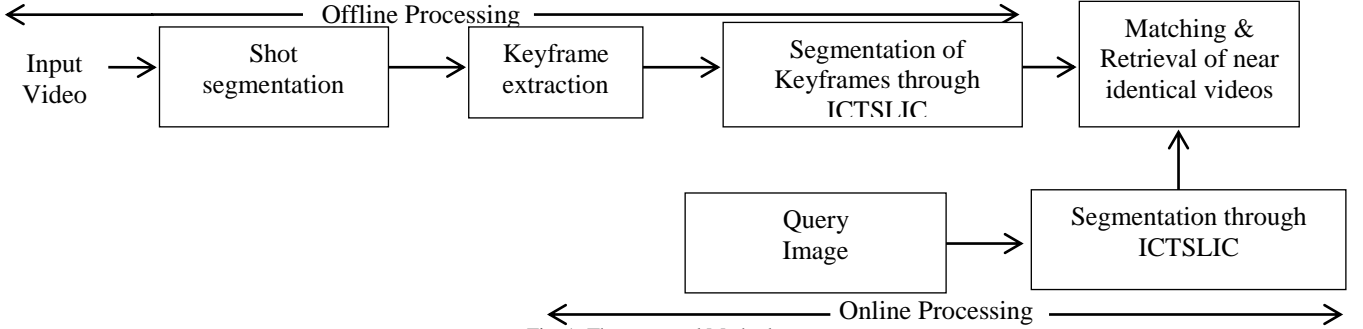 Offline Processing
Input
Video
Shot
segmentation
Keyframe
extraction
Segmentation of
Keyframes through
ICTSLIC
Matching &
Retrieval of near
identical videos
Query
Image
Segmentation through
ICTSLIC
Online Processing